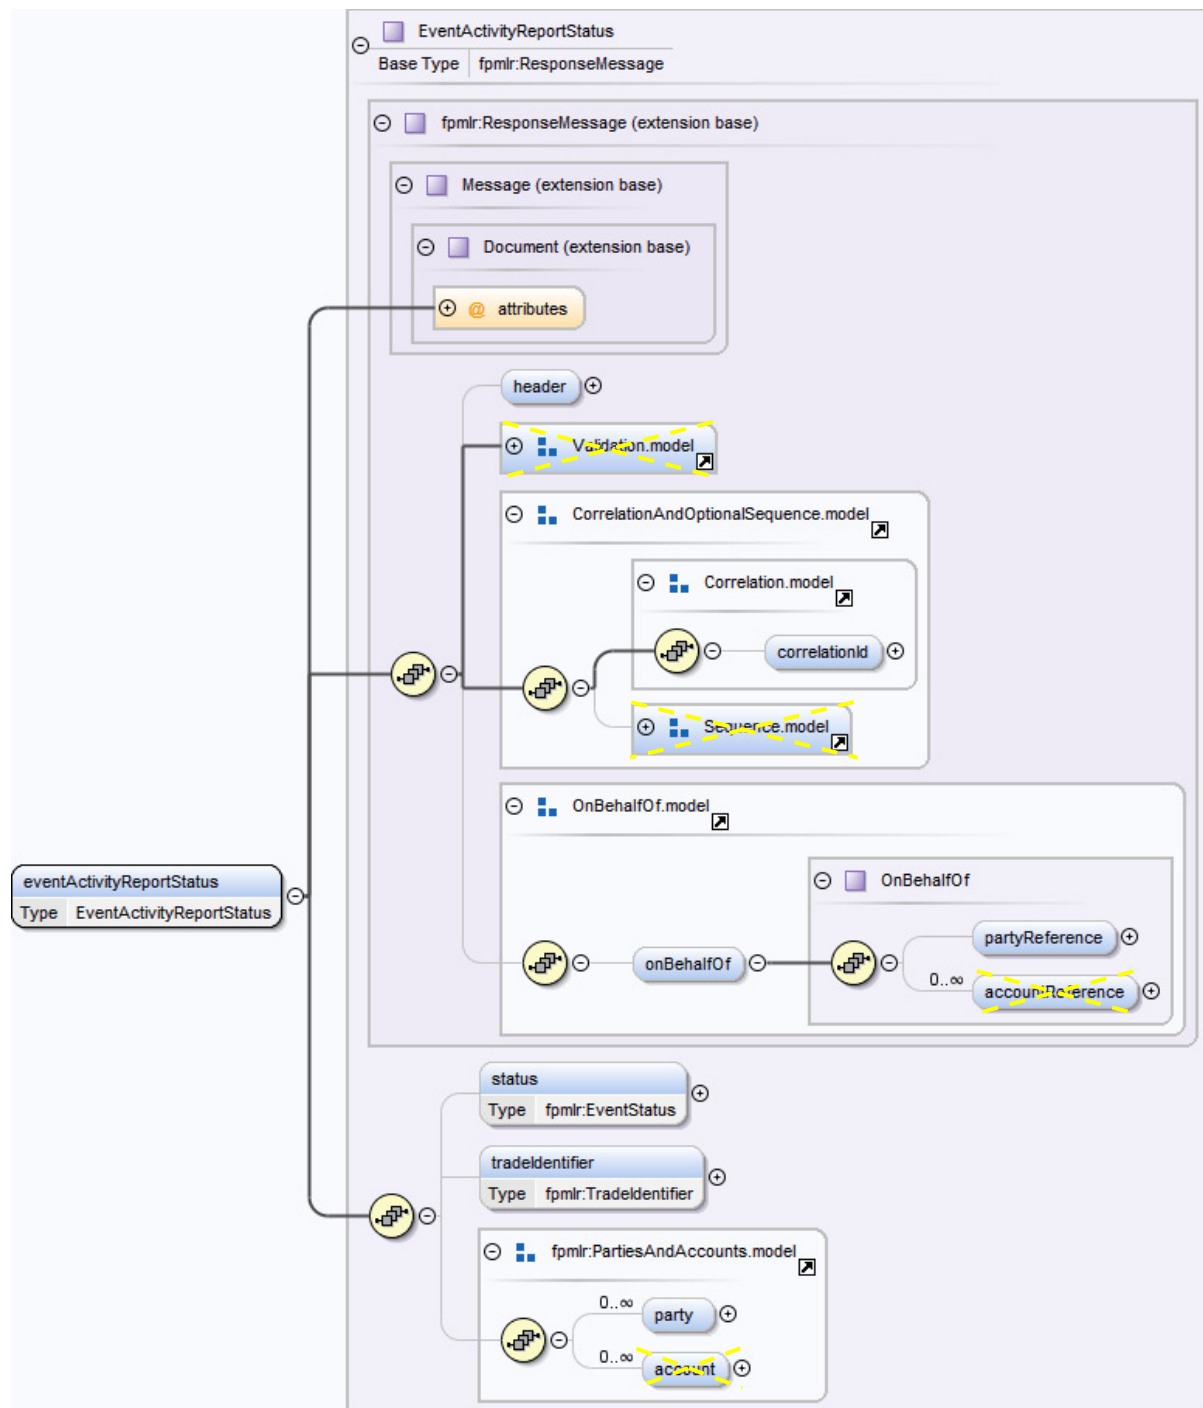 EventActivityReportStatus
Base Type fpmlr:ResponseMessage
fpmlr:ResponseMessage (extension base)
Message (extension base)
Document (extension base)
@ attributes
header
Validation.model
CorrelationAndOptionalSequence.model
Correlation.model
correlationId
Sequence.model
OnBehalfOf.model
eventActivityReportStatus
Type EventActivityReportStatus
OnBehalfOf
partyReference
onBehalfOf
0..∞
accountReference
status
Type fpmlr:EventStatus
tradeIdentifier
Type fpmlr:TradeIdentifier
fpmlr:PartiesAndAccounts.model
0..∞
party
0..∞
account